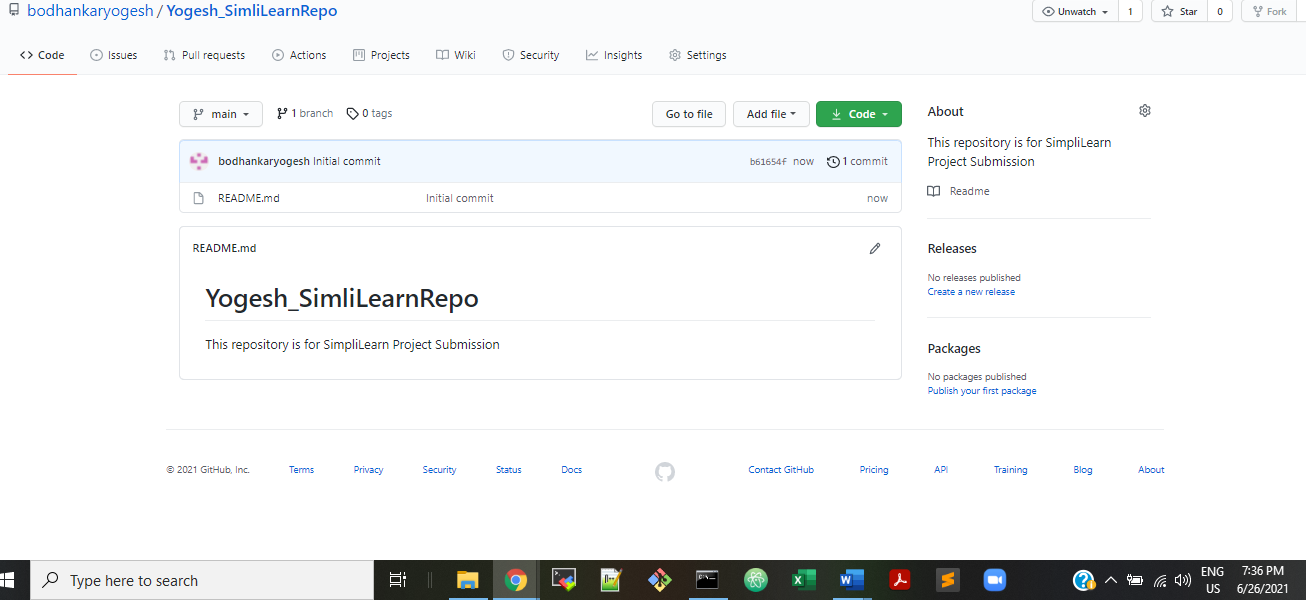 bodhankaryogesh / Yogesh_SimliLearnRepo
Unwatch 1 Star 0 Fork
Code Issues Pull requests Actions Projects Wiki Security Insights Settings
main 1 branch 0 tags Go to file Add file Code
bodhankaryogesh Initial commit b61654f now 1 commit
README.md Initial commit now
README.md
Yogesh_SimliLearnRepo
This repository is for SimpliLearn Project Submission
About
This repository is for SimpliLearn
Project Submission
Readme
Releases
No releases published
Create a new release
Packages
No packages published
Publish your first package
© 2021 GitHub, Inc. Terms Privacy Security Status Docs Contact GitHub Pricing API Training Blog About
Type here to search
ENG
US
7:36 PM
6/26/2021